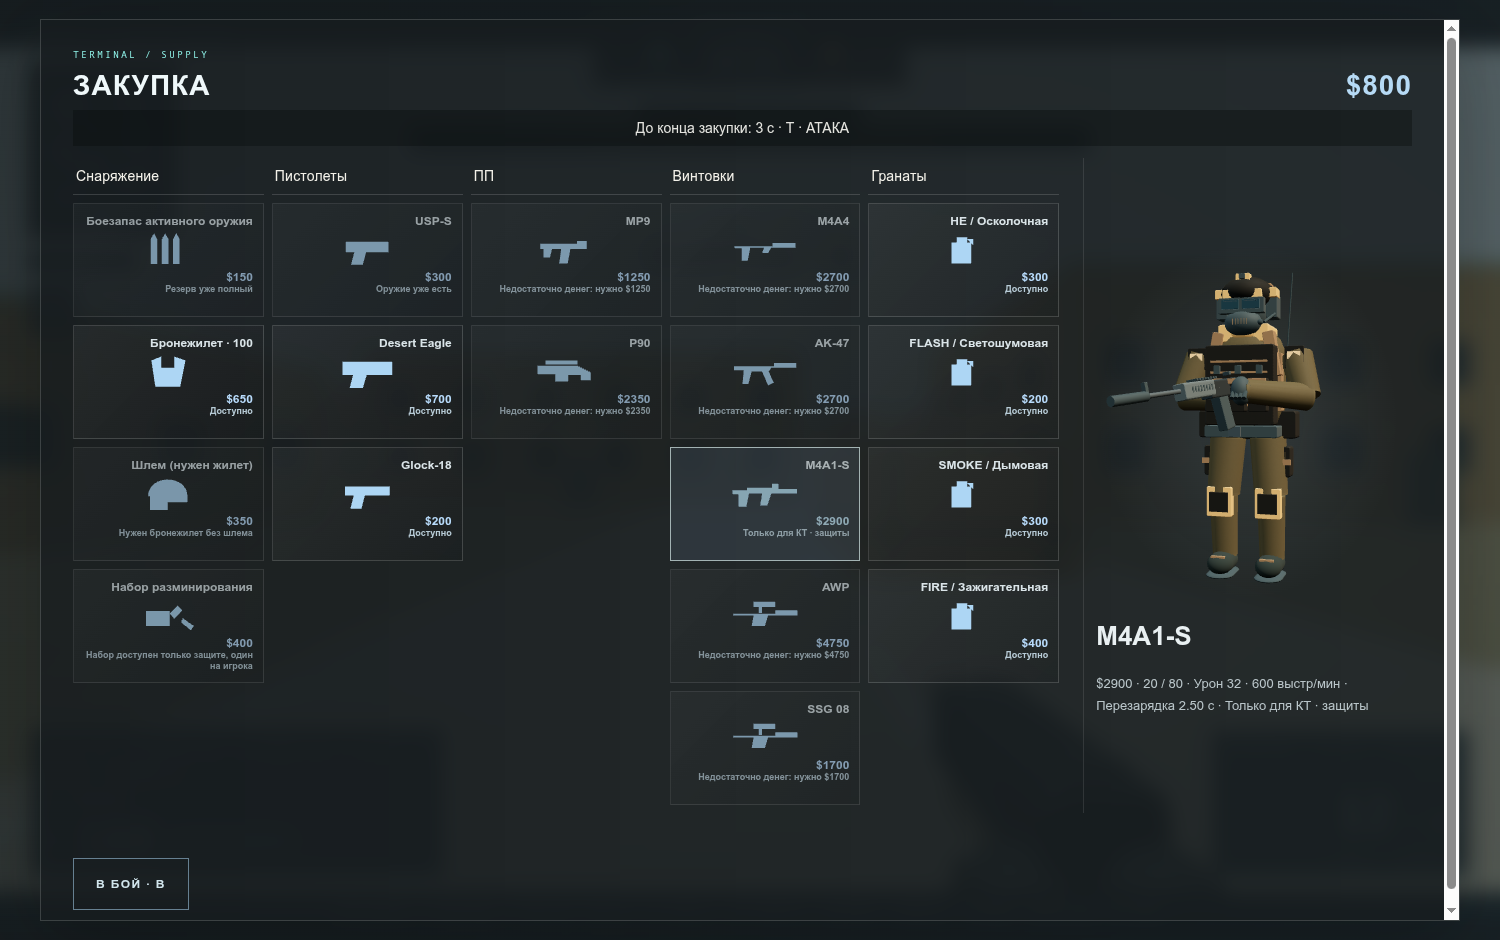 TERMINAL / SUPPLY
ЗАКУПКА
$800
До конца закупки: 3 с · T · АТАКА
Снаряжение
Боезапас активного оружия
$150
Резерв уже полный
Бронежилет · 100
$650
Доступно
Шлем (нужен жилет)
$350
Нужен бронежилет без шлема
Набор разминирования
$400
Набор доступен только защите, один
на игрока
Пистолеты
USP-S
$300
Оружие уже есть
Desert Eagle
$700
Доступно
Glock-18
$200
Доступно
ПП
MP9
$1250
Недостаточно денег: нужно $1250
P90
$2350
Недостаточно денег: нужно $2350
Винтовки
M4A4
$2700
Недостаточно денег: нужно $2700
AK-47
$2700
Недостаточно денег: нужно $2700
M4A1-S
$2900
Только для КТ · защиты
AWP
$4750
Недостаточно денег: нужно $4750
SSG 08
$1700
Недостаточно денег: нужно $1700
Гранаты
HE / Осколочная
$300
Доступно
FLASH / Светошумовая
$200
Доступно
SMOKE / Дымовая
$300
Доступно
FIRE / Зажигательная
$400
Доступно
M4A1-S
$2900 · 20 / 80 · Урон 32 · 600 выстр/мин ·
Перезарядка 2.50 с · Только для КТ · защиты
В БОЙ · B